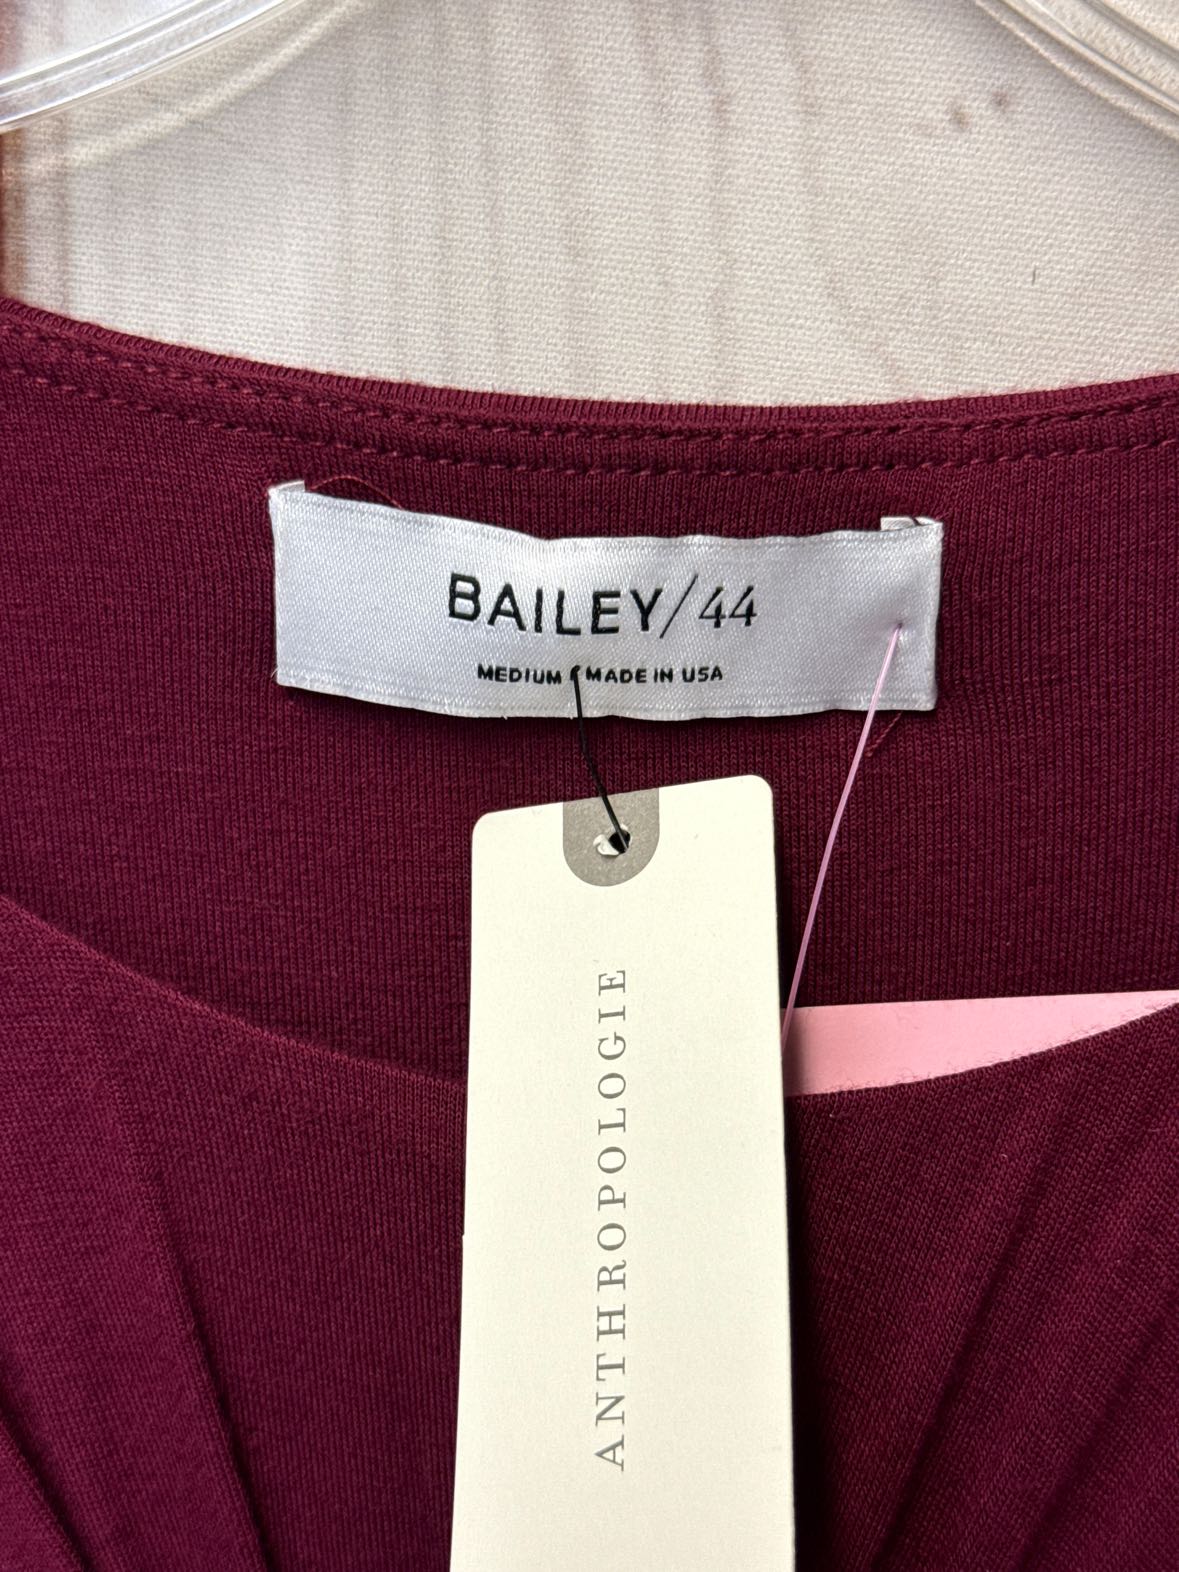 BAILEY/44
MEDIUM MADE IN USA
ANTHROPOLOGIE